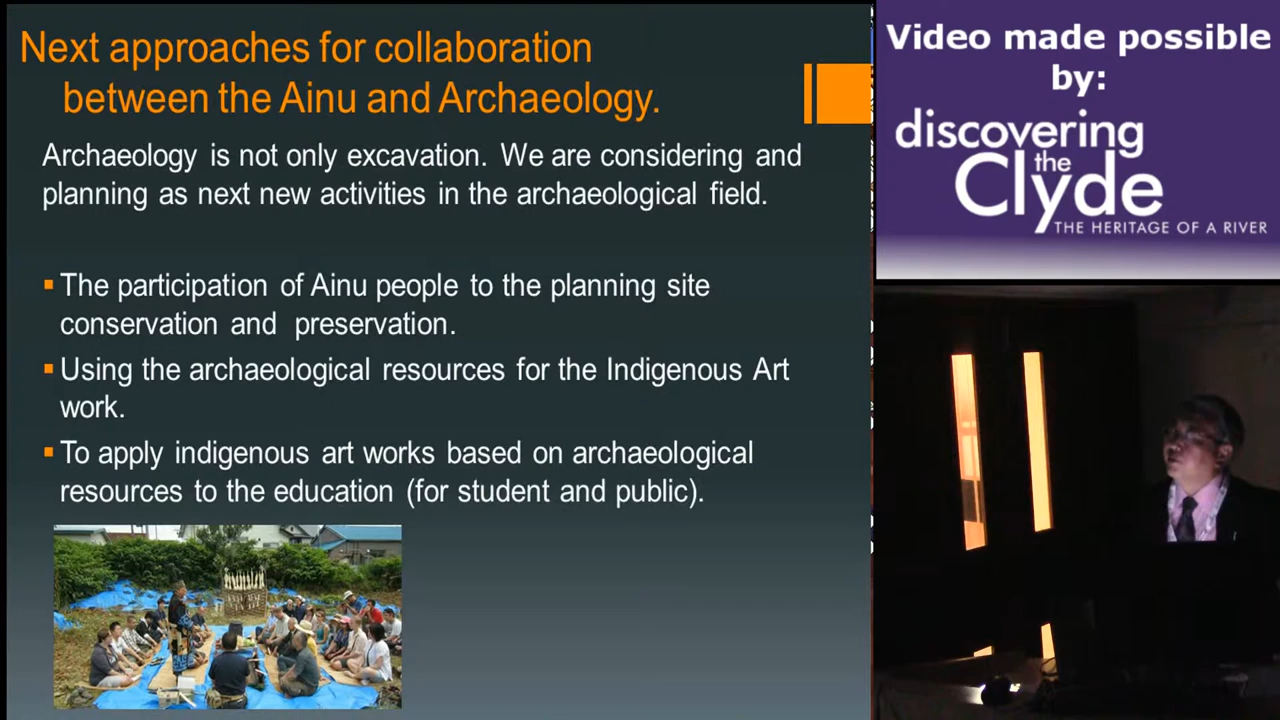 Next approaches for collaboration
between the Ainu and Archaeology.
Archaeology is not only excavation. We are considering and
planning as next new activities in the archaeological field.
The participation of Ainu people to the planning site
conservation and preservation.
Using the archaeological resources for the Indigenous Art
work.
To apply indigenous art works based on archaeological
resources to the education (for student and public).
Video made possible
by:
discovering
the
Clyde
THE HERITAGE OF A RIVER